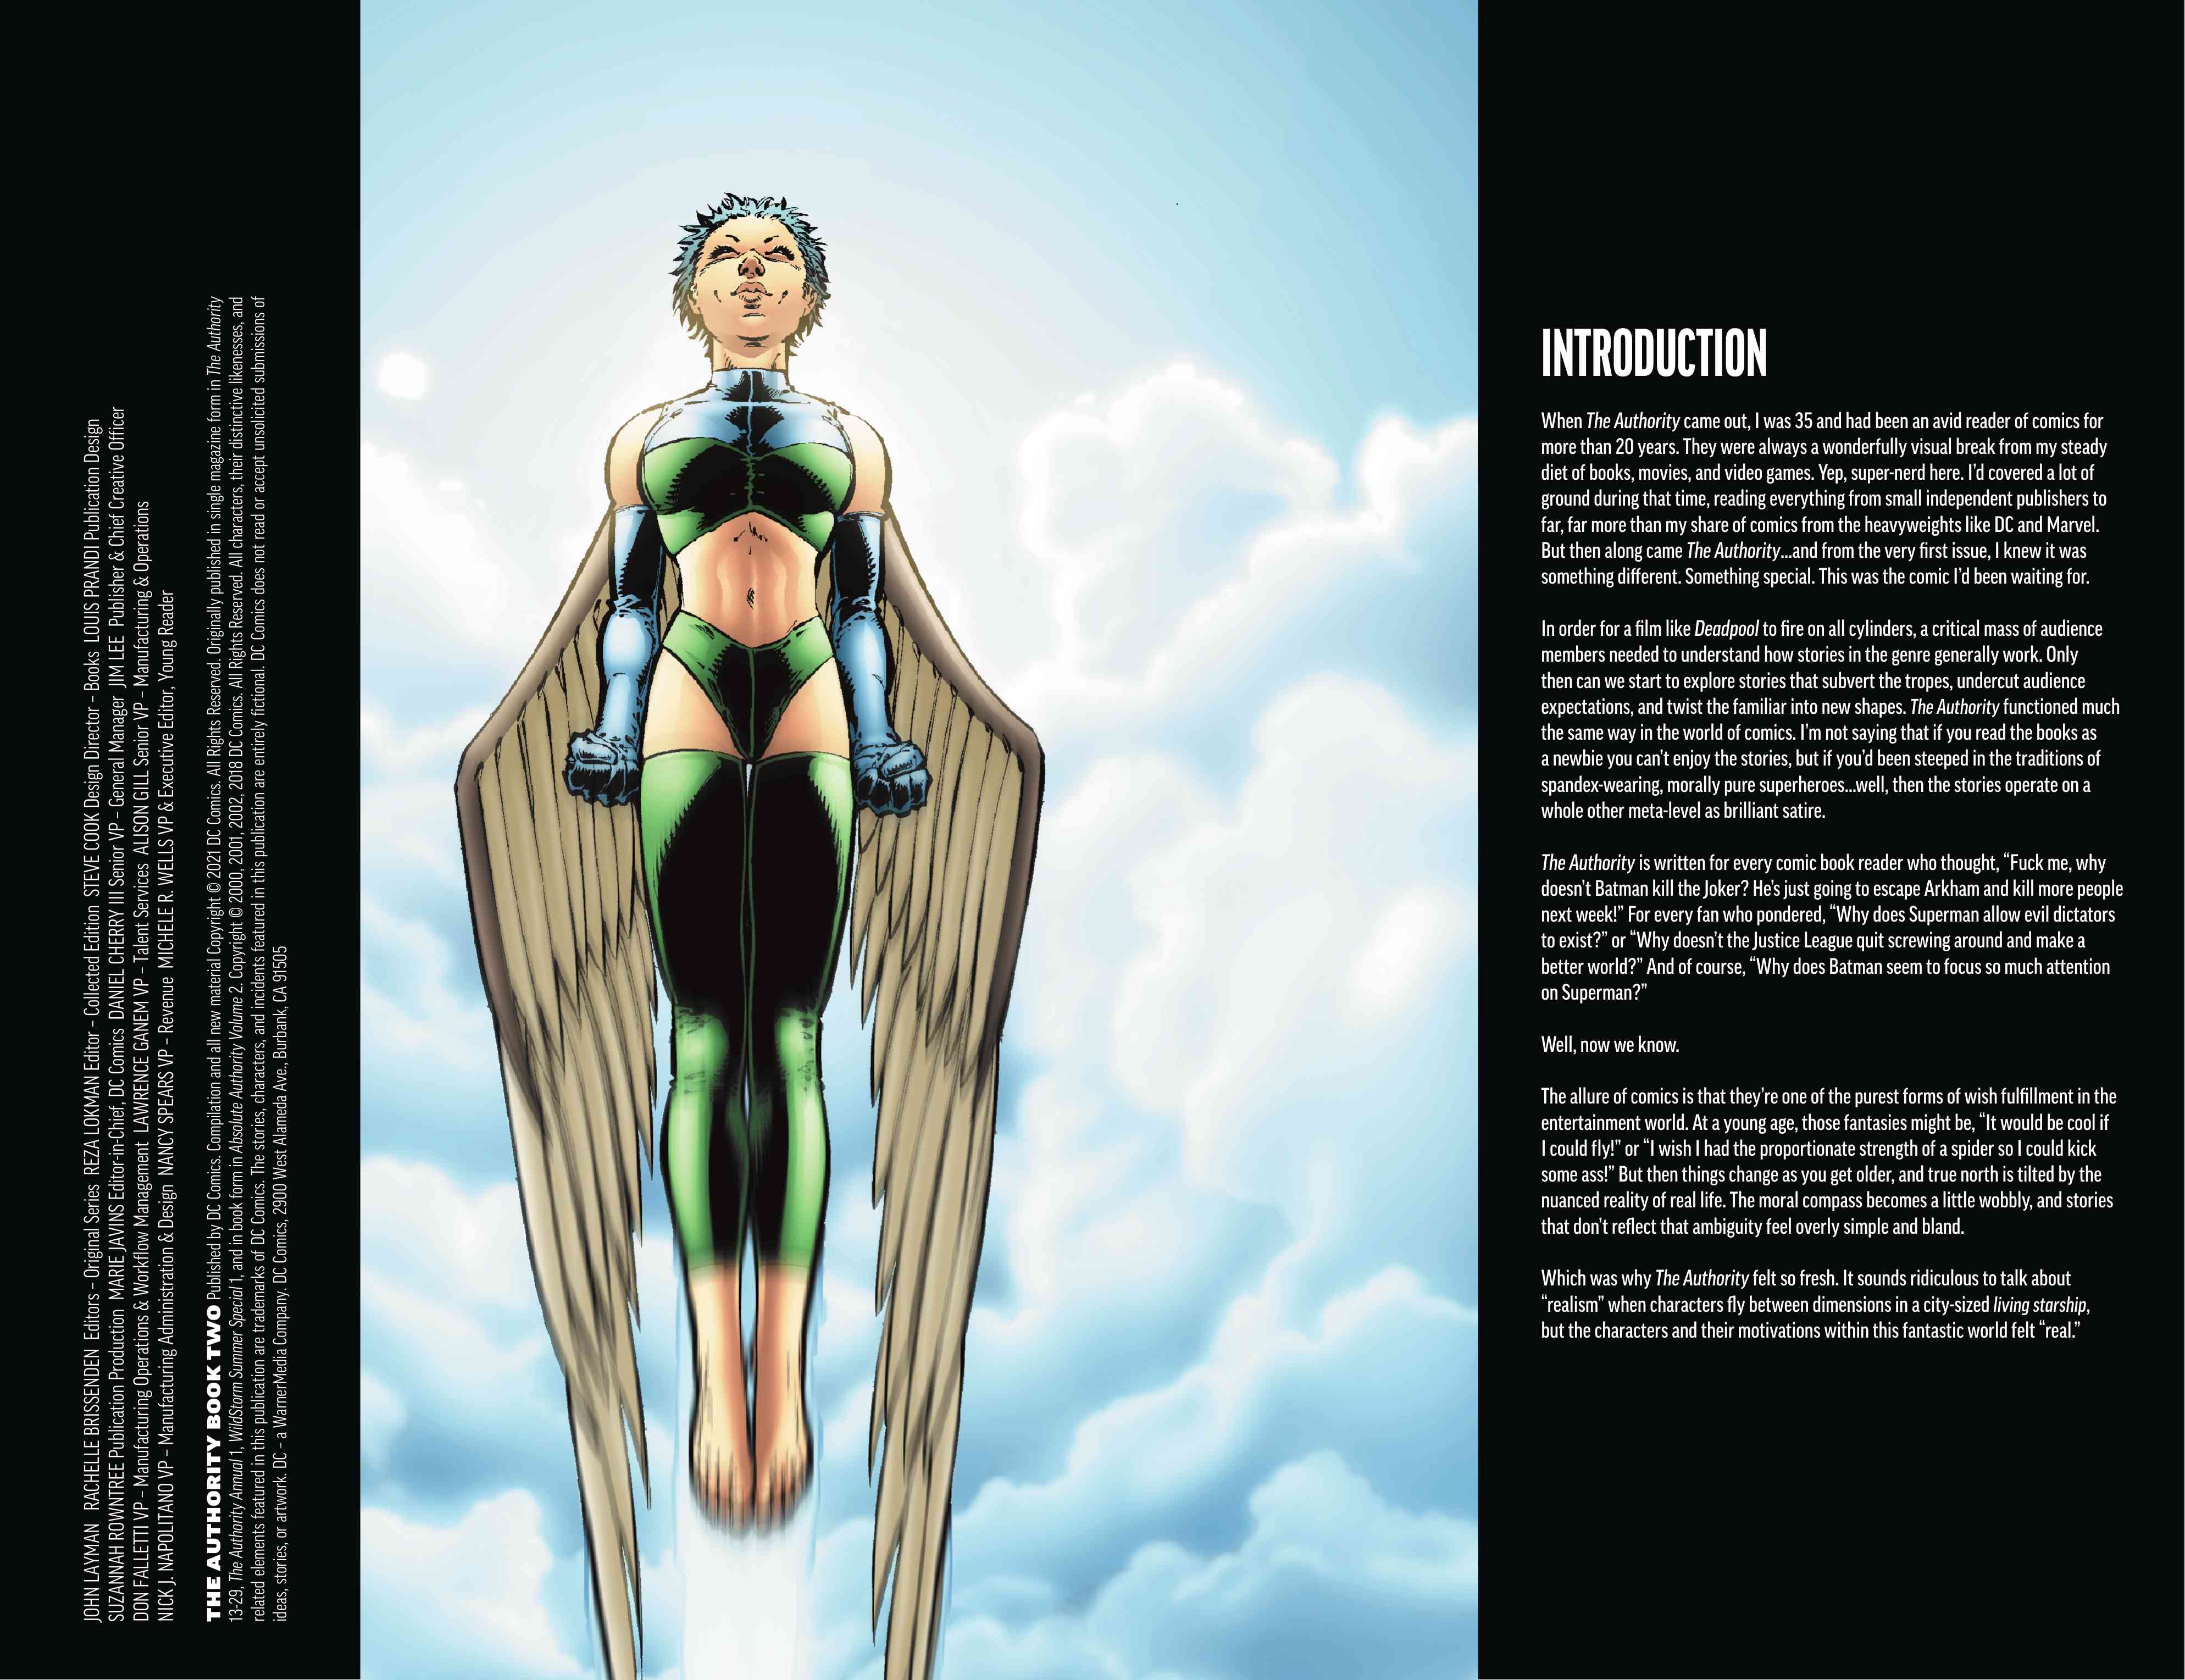 JOHN LAYMAN RACHELLE BRISSENDEN Editors – Original Series REZA LOKMAN Editor – Collected Edition STEVE COOK Design Director – Books LOUIS PRANDI Publication Design
SUZANNAH ROWNTREE Publication Production MARIE JAVINS Editor-in-Chief, DC Comics DANIEL CHERRY III Senior VP – General Manager JIM LEE Publisher & Chief Creative Officer
DON FALLETTI VP – Manufacturing Operations & Workflow Management LAWRENCE GANEM VP – Talent Services ALISON GILL Senior VP – Manufacturing & Operations
NICK J. NAPOLITANO VP – Manufacturing Administration & Design NANCY SPEARS VP – Revenue MICHELE R. WELLS VP & Executive Editor, Young Reader
THE AUTHORITY BOOK TWO Published by DC Comics. Compilation and all new material Copyright © 2021 DC Comics. All Rights Reserved. Originally published in single magazine form in The Authority
13-29, The Authority Annual 1, WildStorm Summer Special 1, and in book form in Absolute Authority Volume 2. Copyright © 2000, 2001, 2002, 2018 DC Comics. All Rights Reserved. All characters, their distinctive likenesses, and
related elements featured in this publication are trademarks of DC Comics. The stories, characters, and incidents featured in this publication are entirely fictional. DC Comics does not read or accept unsolicited submissions of
ideas, stories, or artwork. DC – a WarnerMedia Company. DC Comics, 2900 West Alameda Ave., Burbank, CA 91505
INTRODUCTION
When The Authority came out, I was 35 and had been an avid reader of comics for
more than 20 years. They were always a wonderfully visual break from my steady
diet of books, movies, and video games. Yep, super-nerd here. I’d covered a lot of
ground during that time, reading everything from small independent publishers to
far, far more than my share of comics from the heavyweights like DC and Marvel.
But then along came The Authority...and from the very first issue, I knew it was
something different. Something special. This was the comic I’d been waiting for.
In order for a film like Deadpool to fire on all cylinders, a critical mass of audience
members needed to understand how stories in the genre generally work. Only
then can we start to explore stories that subvert the tropes, undercut audience
expectations, and twist the familiar into new shapes. The Authority functioned much
the same way in the world of comics. I’m not saying that if you read the books as
a newbie you can’t enjoy the stories, but if you’d been steeped in the traditions of
spandex-wearing, morally pure superheroes...well, then the stories operate on a
whole other meta-level as brilliant satire.
The Authority is written for every comic book reader who thought, “Fuck me, why
doesn’t Batman kill the Joker? He’s just going to escape Arkham and kill more people
next week!” For every fan who pondered, “Why does Superman allow evil dictators
to exist?” or “Why doesn’t the Justice League quit screwing around and make a
better world?” And of course, “Why does Batman seem to focus so much attention
on Superman?”
Well, now we know.
The allure of comics is that they’re one of the purest forms of wish fulfillment in the
entertainment world. At a young age, those fantasies might be, “It would be cool if
I could fly!” or “I wish I had the proportionate strength of a spider so I could kick
some ass!” But then things change as you get older, and true north is tilted by the
nuanced reality of real life. The moral compass becomes a little wobbly, and stories
that don’t reflect that ambiguity feel overly simple and bland.
Which was why The Authority felt so fresh. It sounds ridiculous to talk about
“realism” when characters fly between dimensions in a city-sized living starship,
but the characters and their motivations within this fantastic world felt “real.”